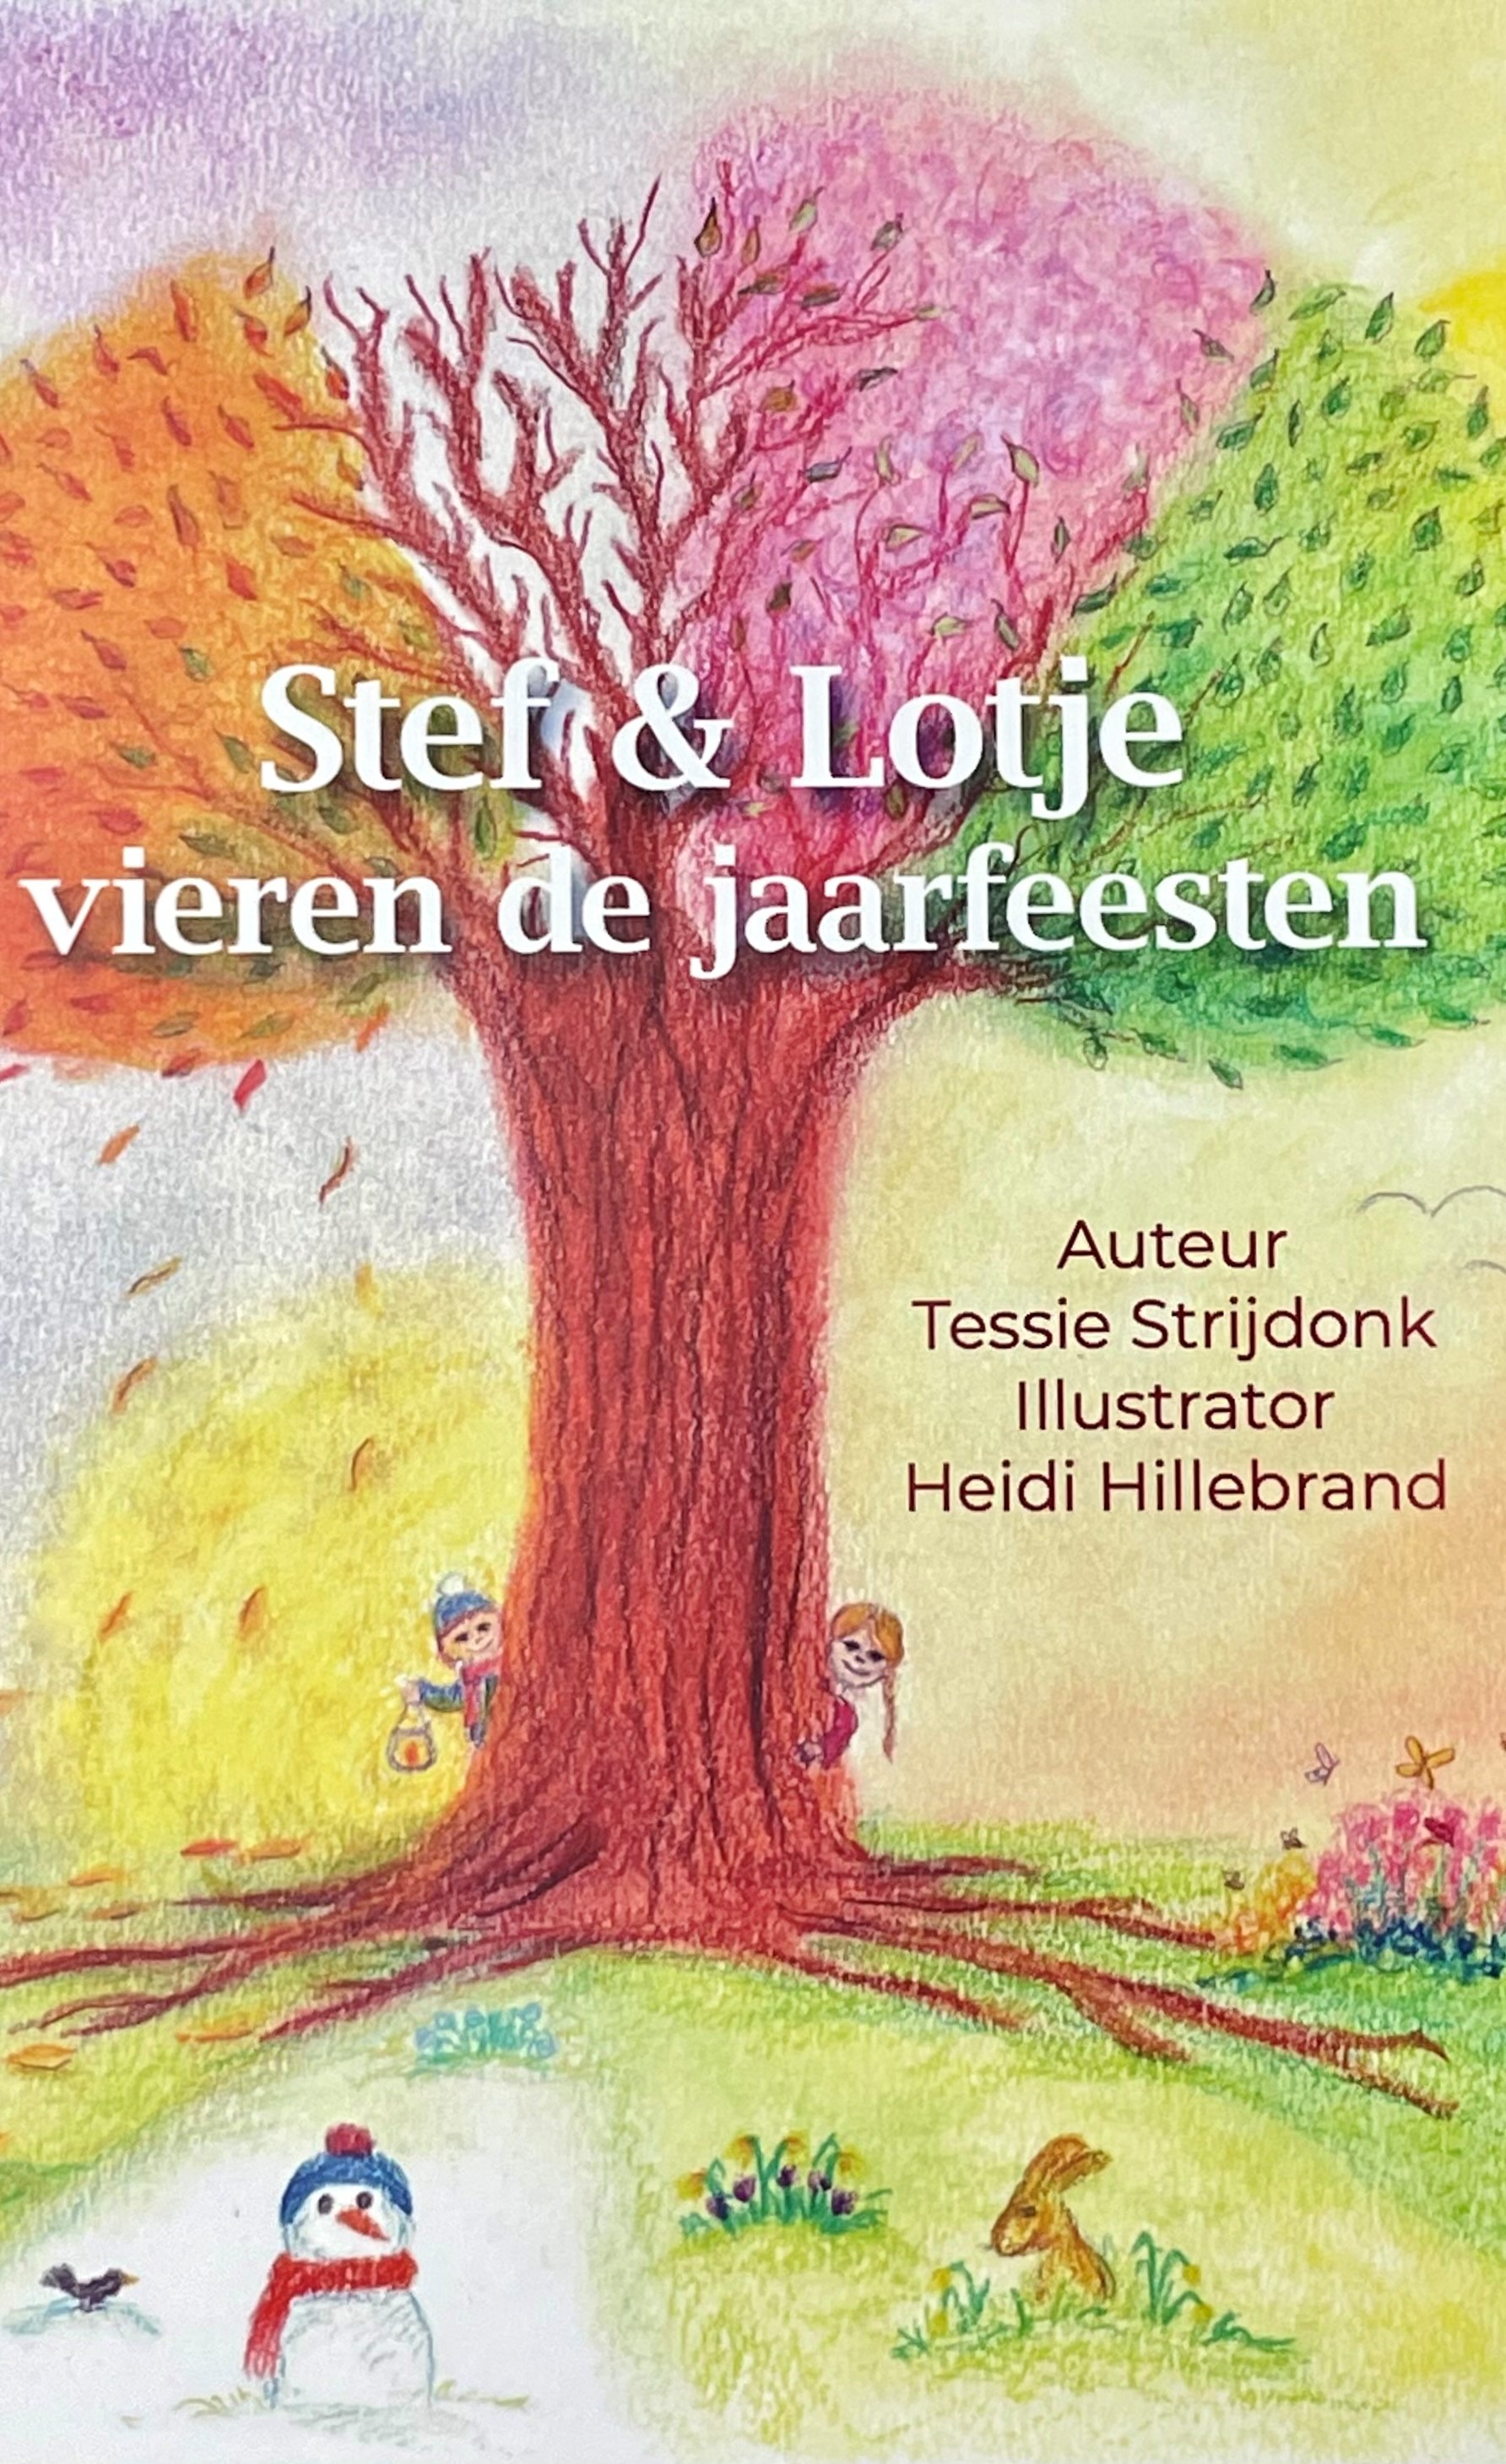 Stef & Lotje
vieren de jaarfeesten
Auteur
Tessie Strijdonk
Illustrator
Heidi Hillebrand